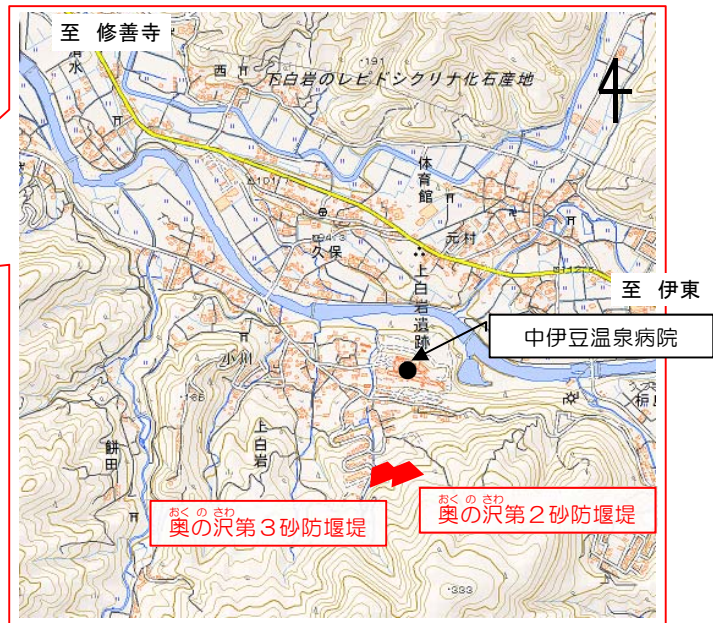 至 修善寺
清水
西
・191
下白岩のレピドシクリナ化石産地
体育館
元村
久保
上白岩遺跡
至 伊東
中伊豆温泉病院
小川
上白岩
餅田
おく の さわ
奥の沢第3砂防堰堤
おく の さわ
奥の沢第2砂防堰堤
・333